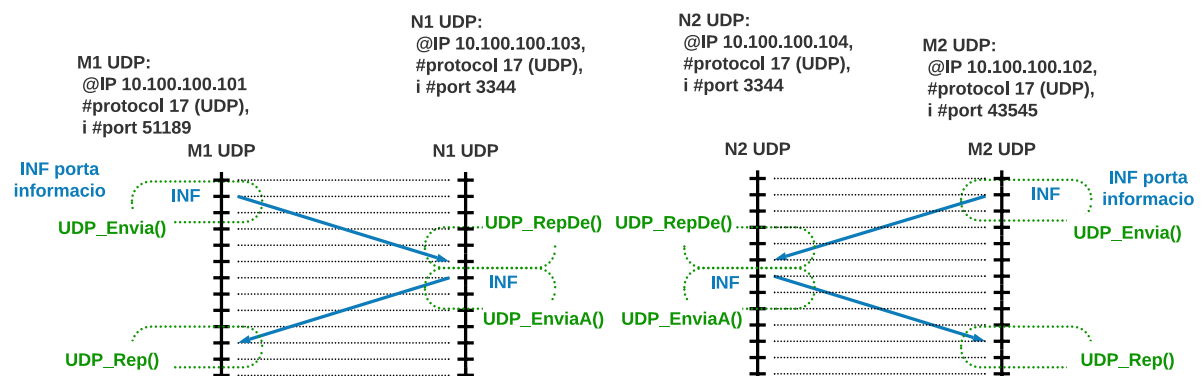 M1 UDP:
@IP 10.100.100.101
#protocol 17 (UDP),
i #port 51189
N1 UDP:
@IP 10.100.100.103,
#protocol 17 (UDP),
i #port 3344
N2 UDP:
@IP 10.100.100.104,
#protocol 17 (UDP),
i #port 3344
M2 UDP:
@IP 10.100.100.102,
#protocol 17 (UDP),
i #port 43545
M1 UDP
N1 UDP
N2 UDP
M2 UDP
INF porta
informacio
INF
UDP_Envia()
UDP_RepDe()
INF
UDP_EnviaA()
UDP_Rep()
UDP_RepDe()
INF
UDP_EnviaA()
INF
INF porta
informacio
UDP_Envia()
UDP_Rep()